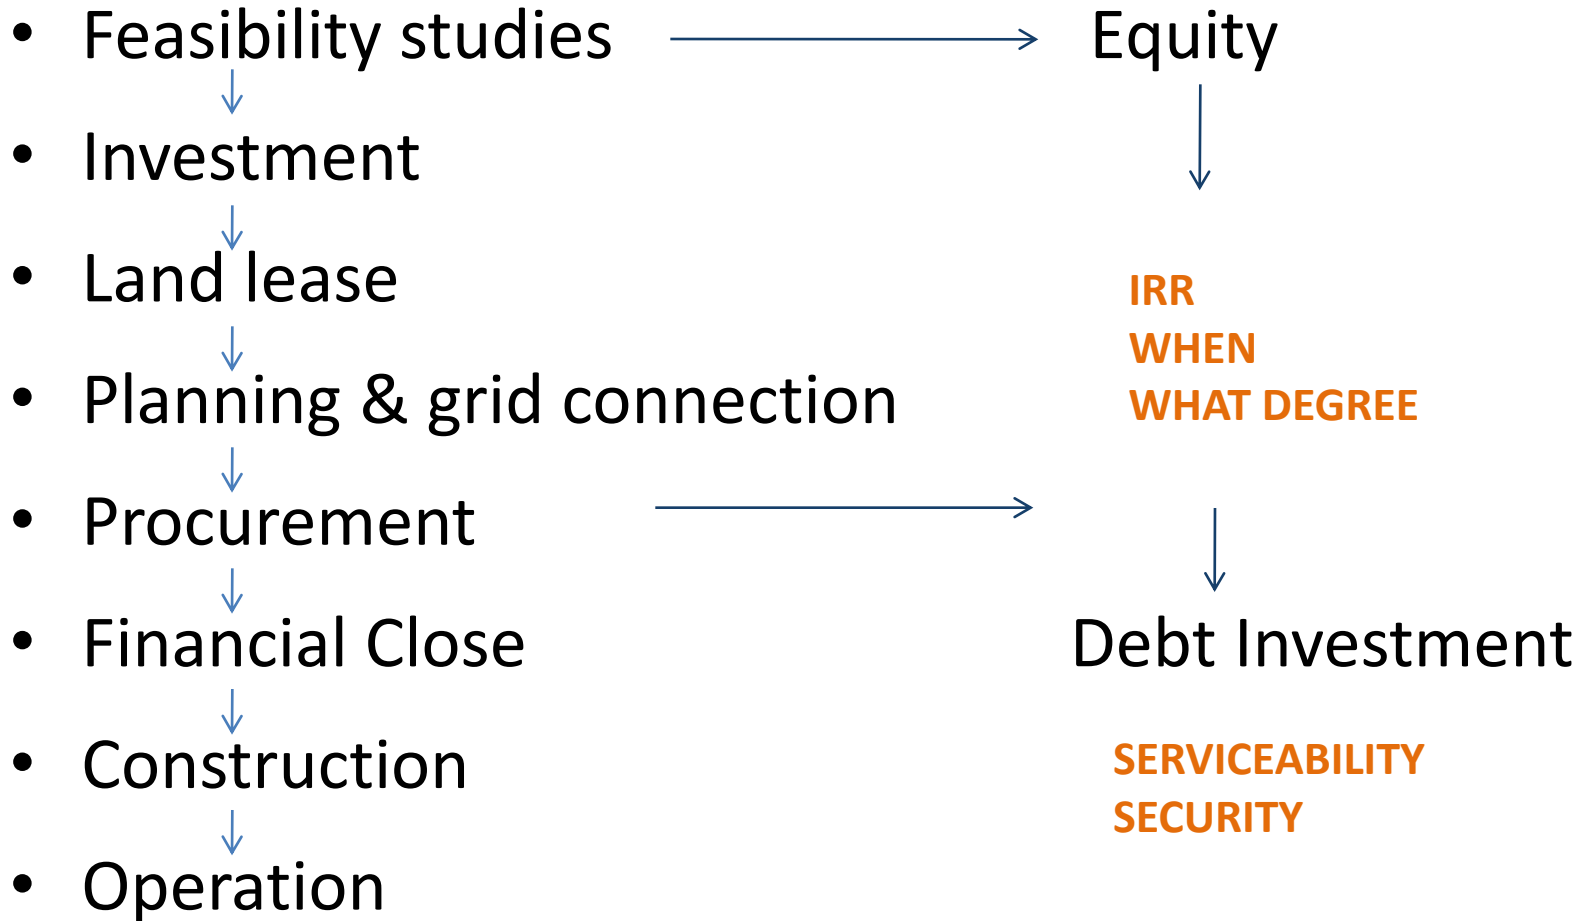 • Feasibility studies
• Investment
• Land lease
• Planning & grid connection
• Procurement
• Financial Close
• Construction
• Operation
Equity
IRR
WHEN
WHAT DEGREE
Debt Investment
SERVICEABILITY
SECURITY